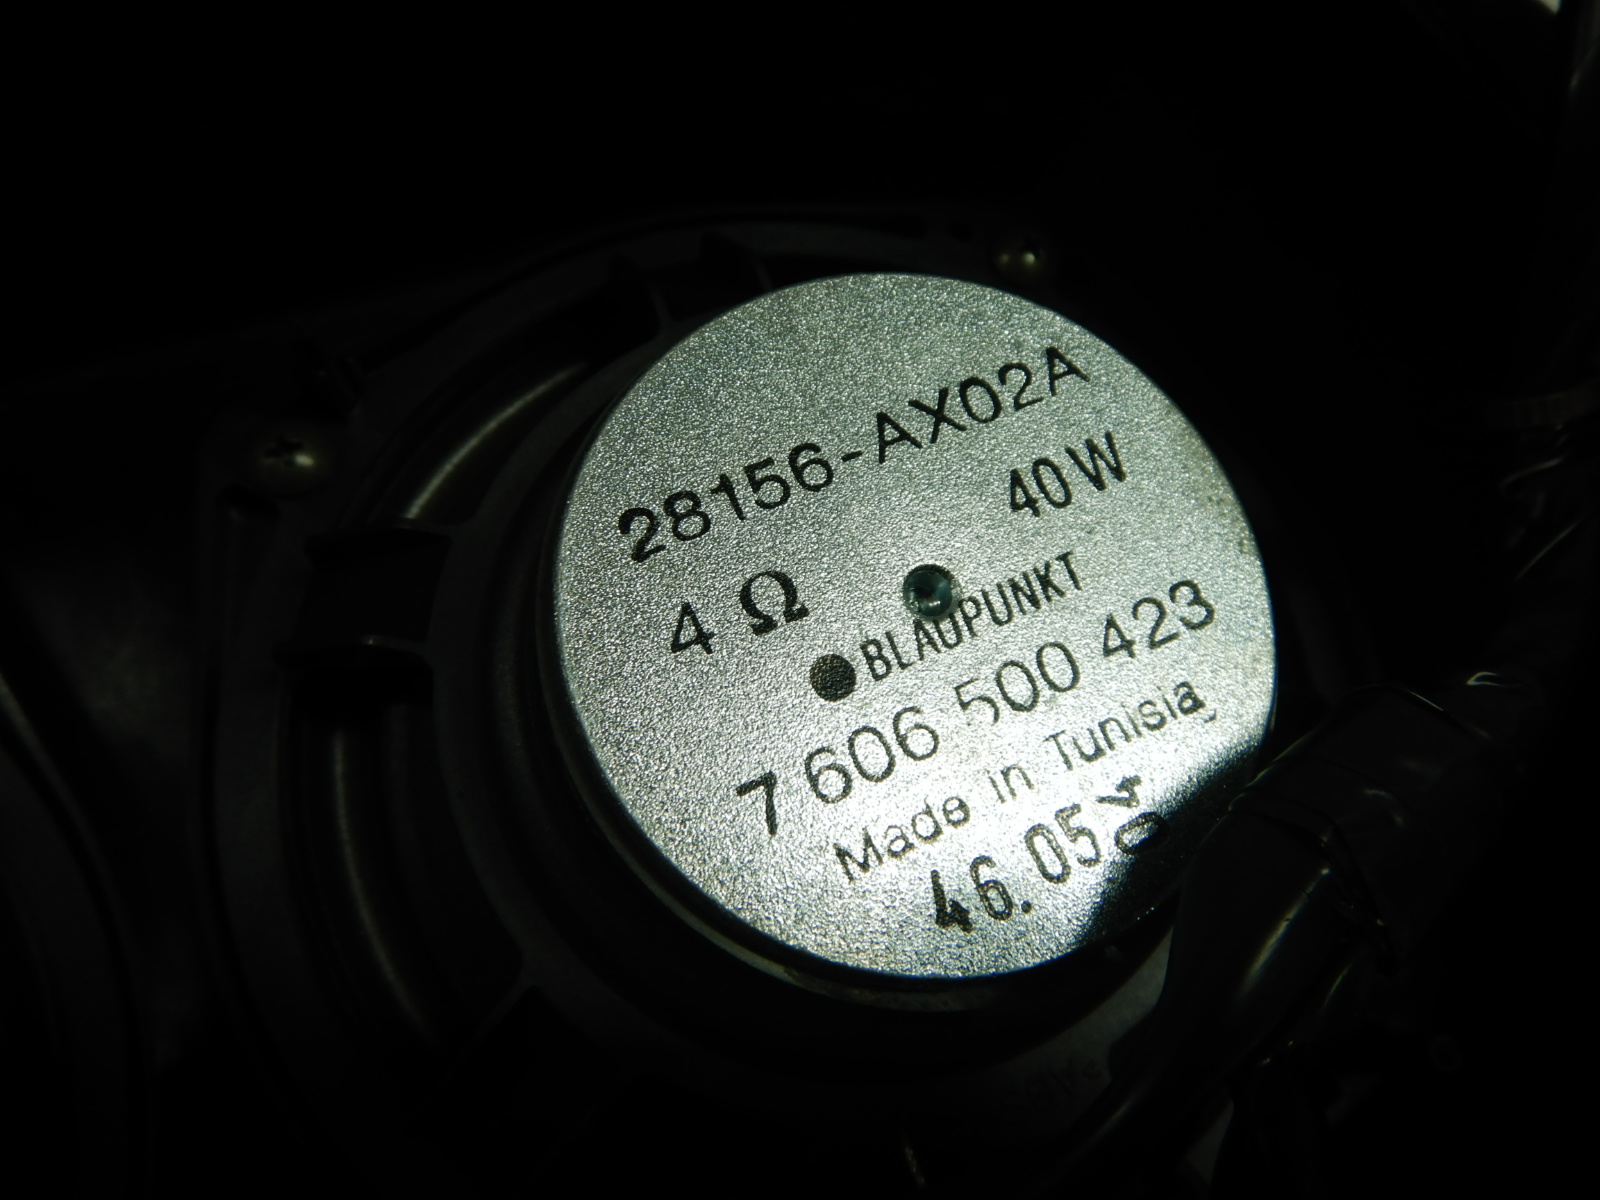 28156-AX02A
40W
4 Ω
BLAUPUNKT
7 606 500 423
Made in Tunisia
46.05